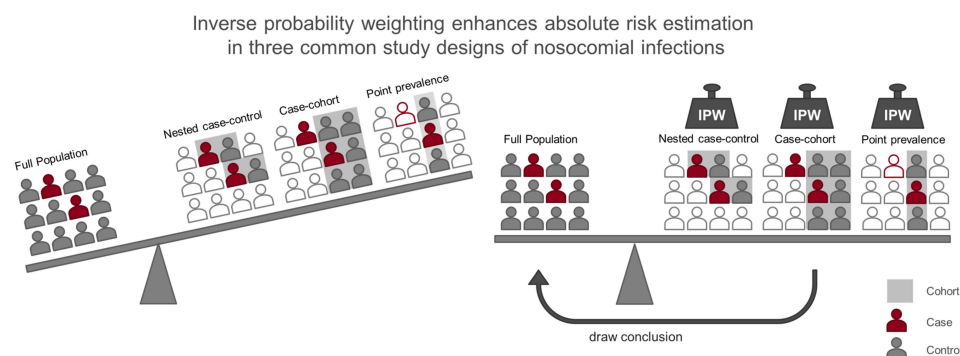 Inverse probability weighting enhances absolute risk estimation
in three common study designs of nosocomial infections
Full Population
Nested case-control
Case-cohort
Point prevalence
IPW
IPW
IPW
Full Population
Nested case-control
Case-cohort
Point prevalence
draw conclusion
Cohort
Case
Control